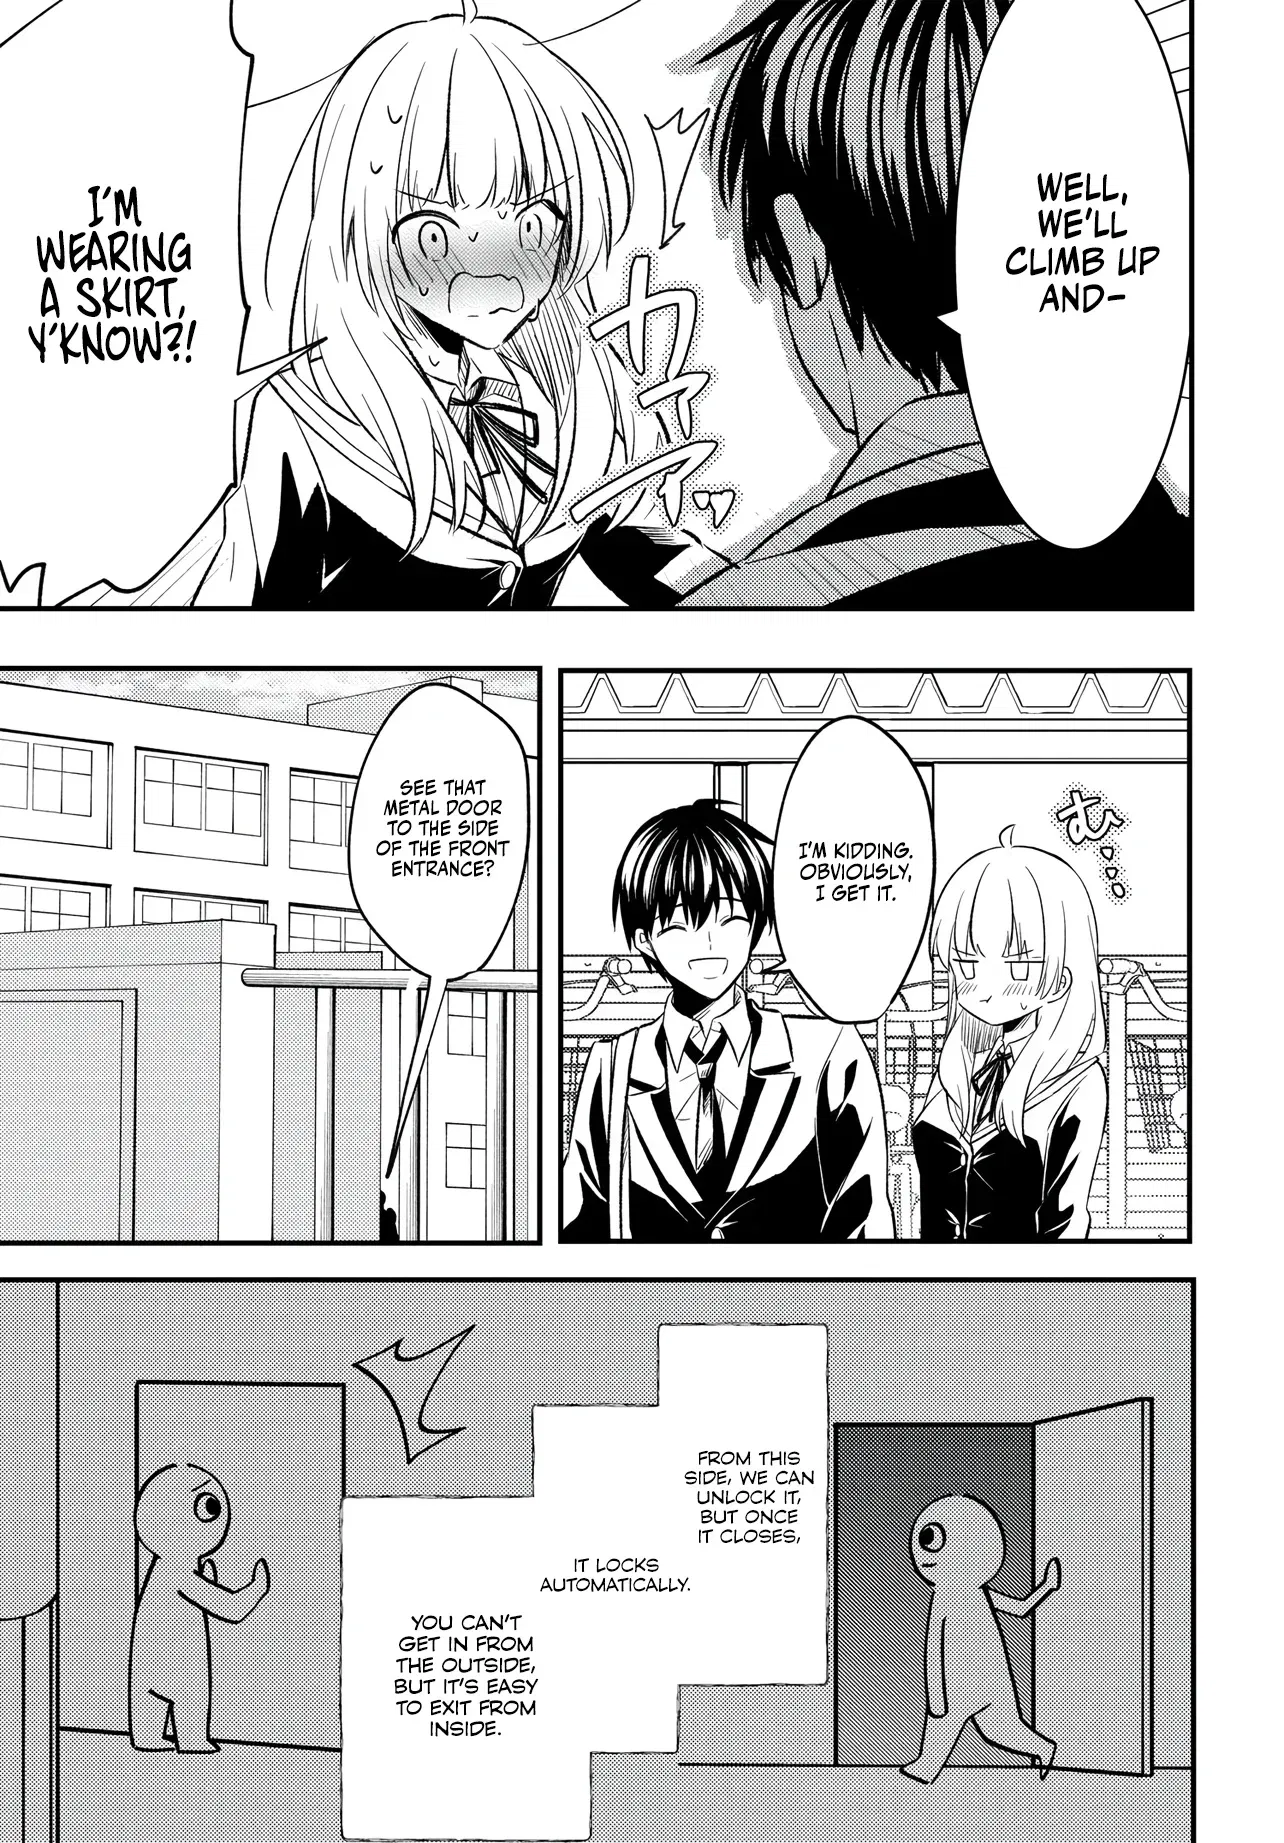 WELL,
WE'LL
CLIMB UP
AND-
I'M
WEARING
A SKIRT,
Y'KNOW?!
カァァァッ
I'M KIDDING.
OBVIOUSLY,
I GET IT.
む…
SEE THAT
METAL DOOR
TO THE SIDE
OF THE FRONT
ENTRANCE?
FROM THIS
SIDE, WE CAN
UNLOCK IT,
BUT ONCE
IT CLOSES,
IT LOCKS
AUTOMATICALLY.
YOU CAN'T
GET IN FROM
THE OUTSIDE,
BUT IT'S EASY
TO EXIT FROM
INSIDE.